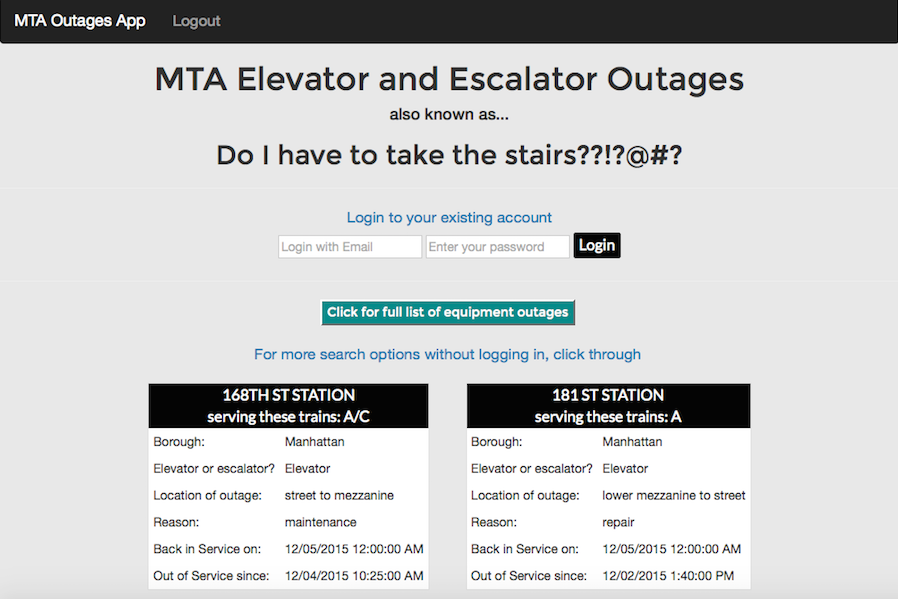 MTA Outages App Logout
MTA Elevator and Escalator Outages
also known as...
Do I have to take the stairs??!?@#?
Login to your existing account
Login with Email Enter your password Login
Click for full list of equipment outages
For more search options without logging in, click through
168TH ST STATION
serving these trains: A/C
Borough: Manhattan
Elevator or escalator? Elevator
Location of outage: street to mezzanine
Reason: maintenance
Back in Service on: 12/05/2015 12:00:00 AM
Out of Service since: 12/04/2015 10:25:00 AM
181 ST STATION
serving these trains: A
Borough: Manhattan
Elevator or escalator? Elevator
Location of outage: lower mezzanine to street
Reason: repair
Back in Service on: 12/05/2015 12:00:00 AM
Out of Service since: 12/02/2015 1:40:00 PM